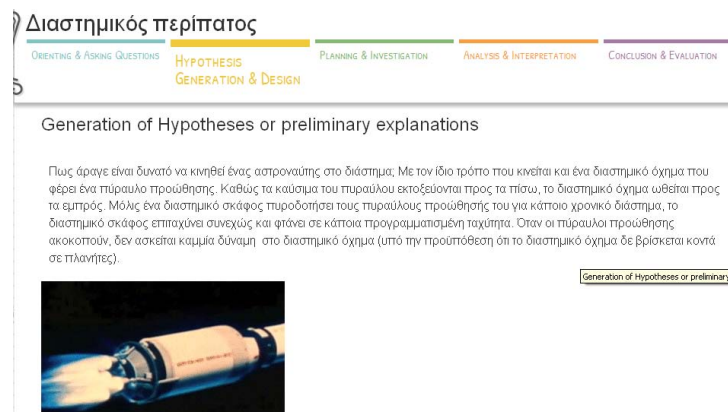 Διαστημικός περίπατος
ORIENTING & ASKING QUESTIONS
HYPOTHESIS
GENERATION & DESIGN
PLANNING & INVESTIGATION
ANALYSIS & INTERPRETATION
CONCLUSION & EVALUATION
Generation of Hypotheses or preliminary explanations
Πως άραγε είναι δυνατό να κινηθεί ένας αστροναύτης στο διάστημα; Με τον ίδιο τρόπτο που κινείται και ένα διαστημικό όχημα που
φέρει ένα πύραυλο προώθησης. Καθώς τα καύσιμα του πυραύλου εκτοξεύονται προς τα πίσω, το διαστημικό όχημα ωθείται προς
τα εμπρός. Μόλις ένα διαστημικό σκάφος πυροδοτήσει τους πυραύλους προώθησής του για κάποιο χρονικό διάστημα, το
διαστημικό σκάφος επιταχύνει συνεχώς και φτάνει σε κάποια προγραμματισμένη ταχύτητα. Όταν οι πύραυλοι προώθησης
ακοκοπούν, δεν ασκείται καμμία δύναμη στο διαστημικό όχημα (υπό την προϋπόθεση ότι το διαστημικό όχημα δε βρίσκεται κοντά
σε πλανήτες).
Generation of Hypotheses or preliminary